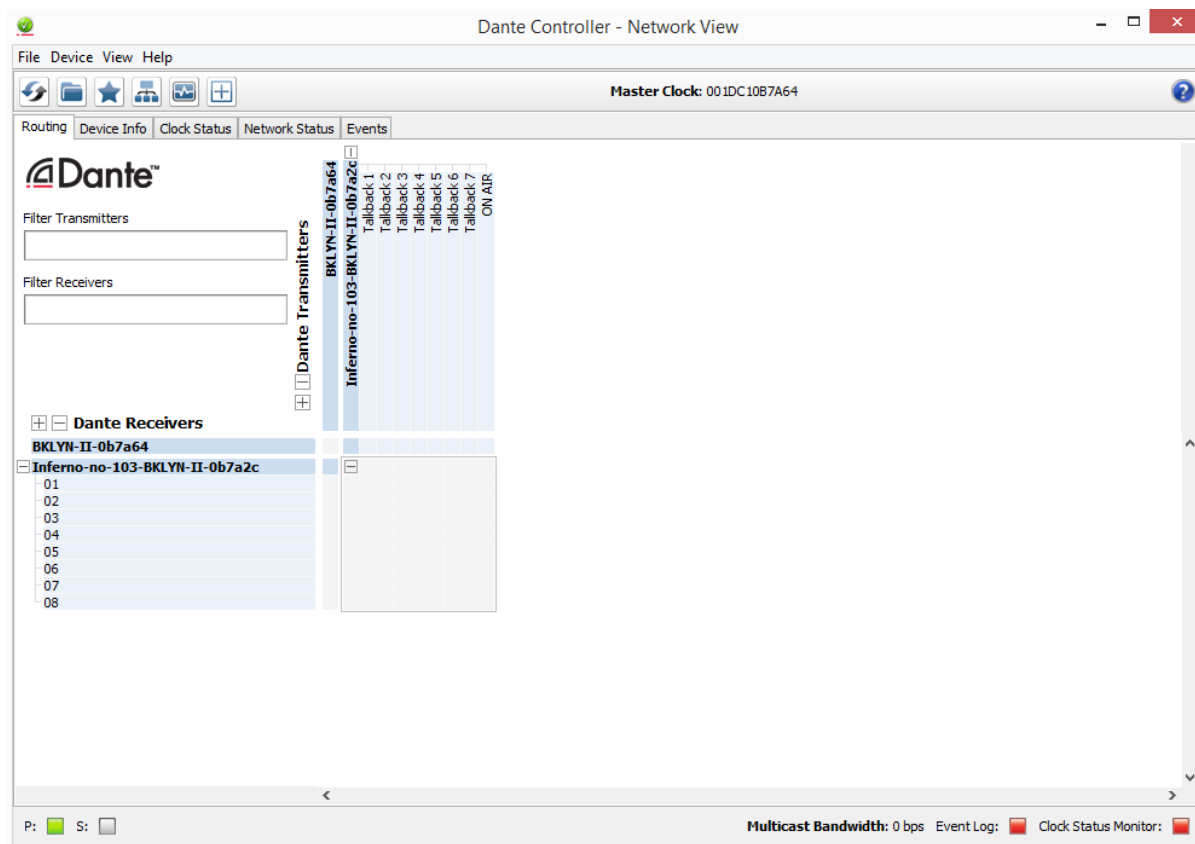 Dante Controller - Network View
File Device View Help
Master Clock: 001DC10B7A64
Routing Device Info Clock Status Network Status Events
Dante™
Filter Transmitters
Filter Receivers
Dante Transmitters
BKLYN-II-0b7a64
Inferno-no-103-BKLYN-II-0b7a2c
Talkback 1
Talkback 2
Talkback 3
Talkback 4
Talkback 5
Talkback 6
Talkback 7
ON AIR
Dante Receivers
BKLYN-II-0b7a64
Inferno-no-103-BKLYN-II-0b7a2c
01
02
03
04
05
06
07
08
P: S: Multicast Bandwidth: 0 bps Event Log: Clock Status Monitor: